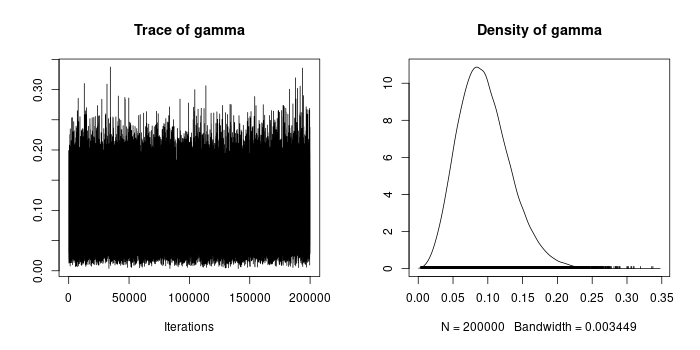 Trace of gamma
0.30
0.20
0.10
0.00
0 50000 100000 150000 200000
Iterations
Density of gamma
10
8
6
4
2
0
0.00 0.05 0.10 0.15 0.20 0.25 0.30 0.35
N = 200000 Bandwidth = 0.003449